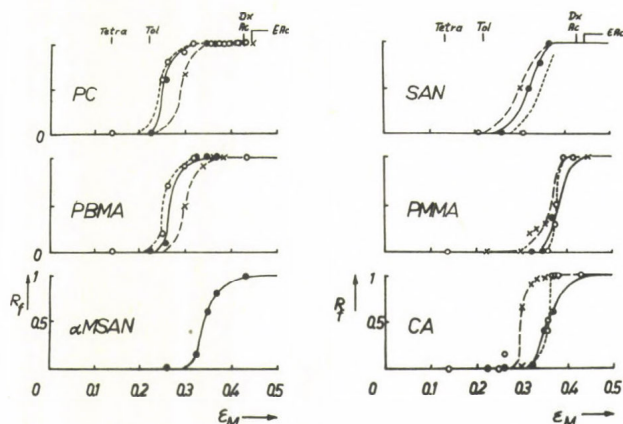 Tetra Tol Dx Ac EAc
PC
0
PBMA
0
1
Rf
0.5
αMSAN
0 0.1 0.2 0.3 0.4 0.5
εM
Tetra Tol Dx Ac EAc
SAN
0
PMMA
0
1
Rf
0.5
CA
0 0.1 0.2 0.3 0.4 0.5
εM